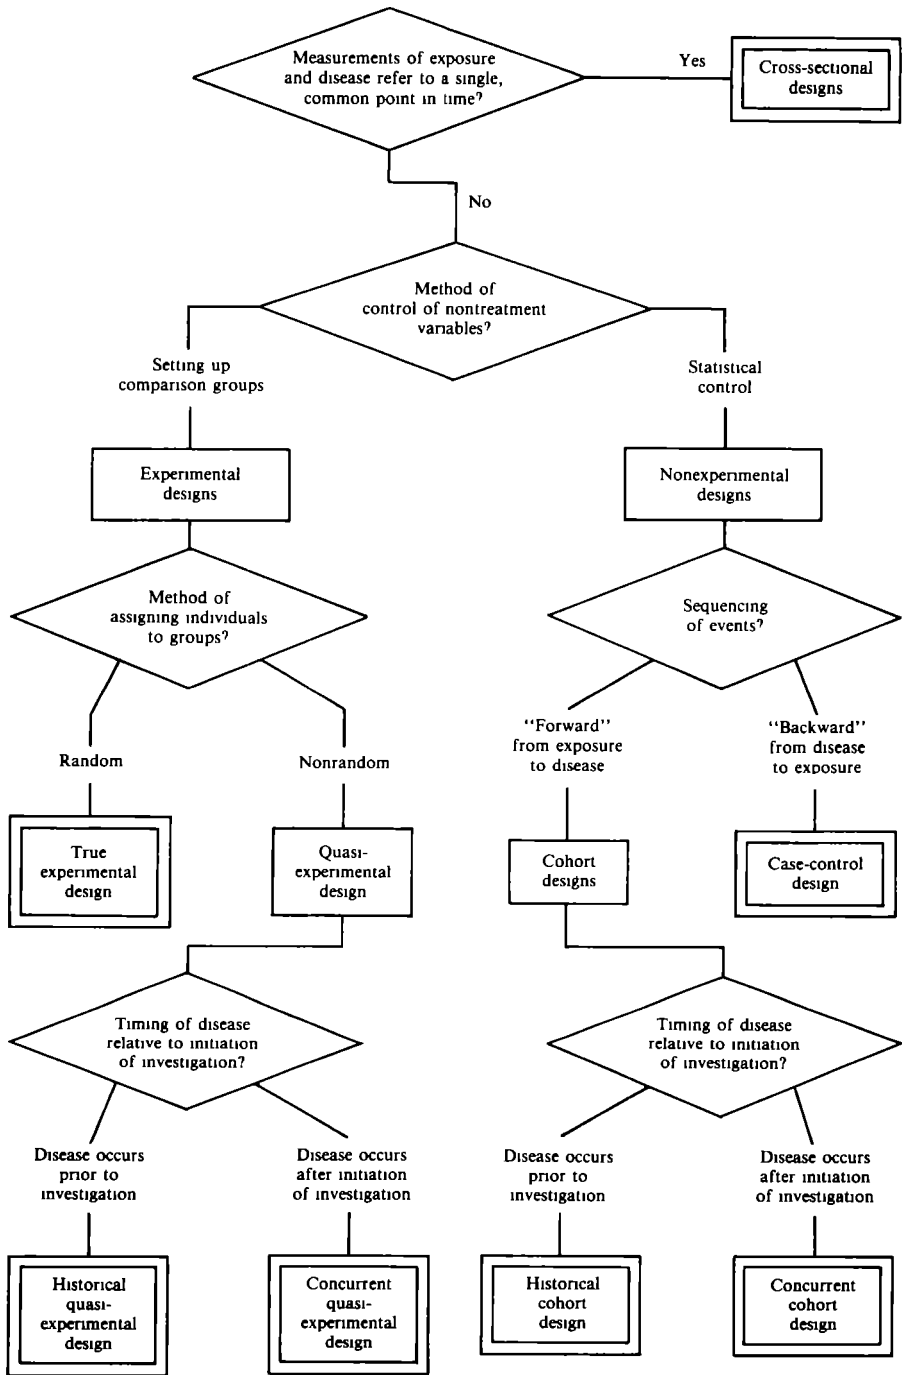 Measurements of exposure
and disease refer to a single,
common point in time?
Yes
Cross-sectional
designs
No
Method of
control of nontreatment
variables?
Setting up
comparison groups
Statistical
control
Experimental
designs
Nonexperimental
designs
Method of
assigning individuals
to groups?
Sequencing
of events?
Random
Nonrandom
"Forward"
from exposure
to disease
"Backward"
from disease
to exposure
True
experimental
design
Quasi-
experimental
design
Cohort
designs
Case-control
design
Timing of disease
relative to initiation
of investigation?
Timing of disease
relative to initiation
of investigation?
Disease occurs
prior to
investigation
Disease occurs
after initiation
of investigation
Disease occurs
prior to
investigation
Disease occurs
after initiation
of investigation
Historical
quasi-
experimental
design
Concurrent
quasi-
experimental
design
Historical
cohort
design
Concurrent
cohort
design